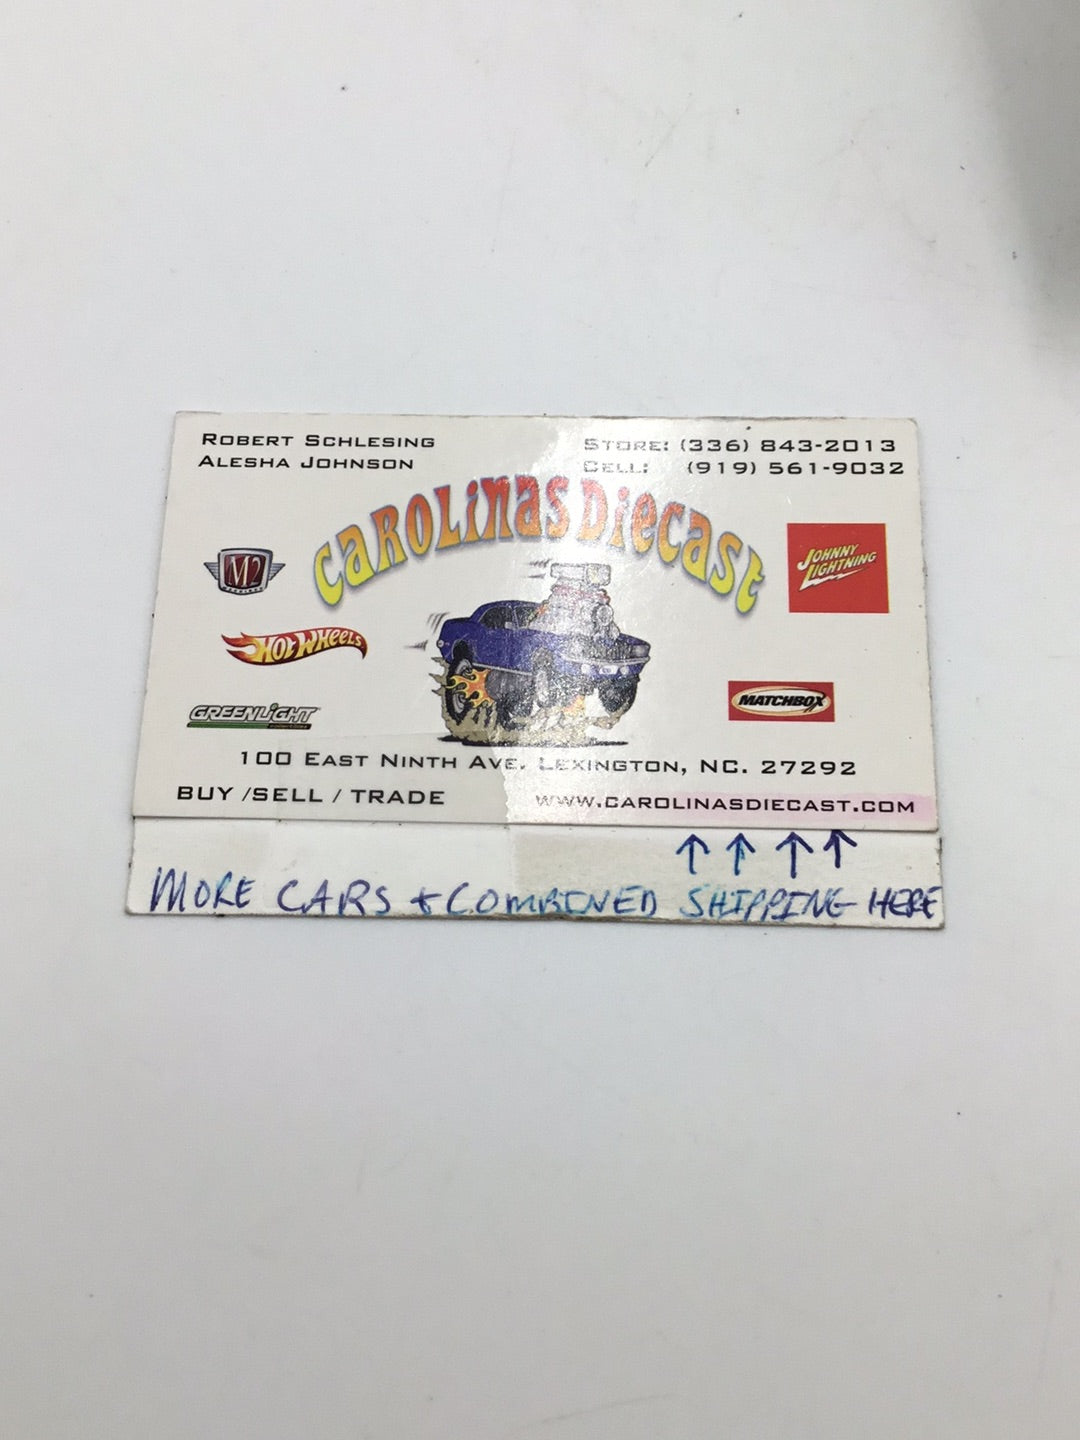 ROBERT SCHLESING
ALESHA JOHNSON
STORE: (336) 843-2013
CELL: (919) 561-9032
CAROLINAS DIECAST
M2
JOHNNY
LIGHTNING
HOT WHEELS
GREENLIGHT
MATCHBOX
100 EAST NINTH AVE. LEXINGTON, NC. 27292
BUY /SELL / TRADE
WWW.CAROLINASDIECAST.COM
↑ ↑ ↑ ↑
MORE CARS + COMBINED SHIPPING HERE